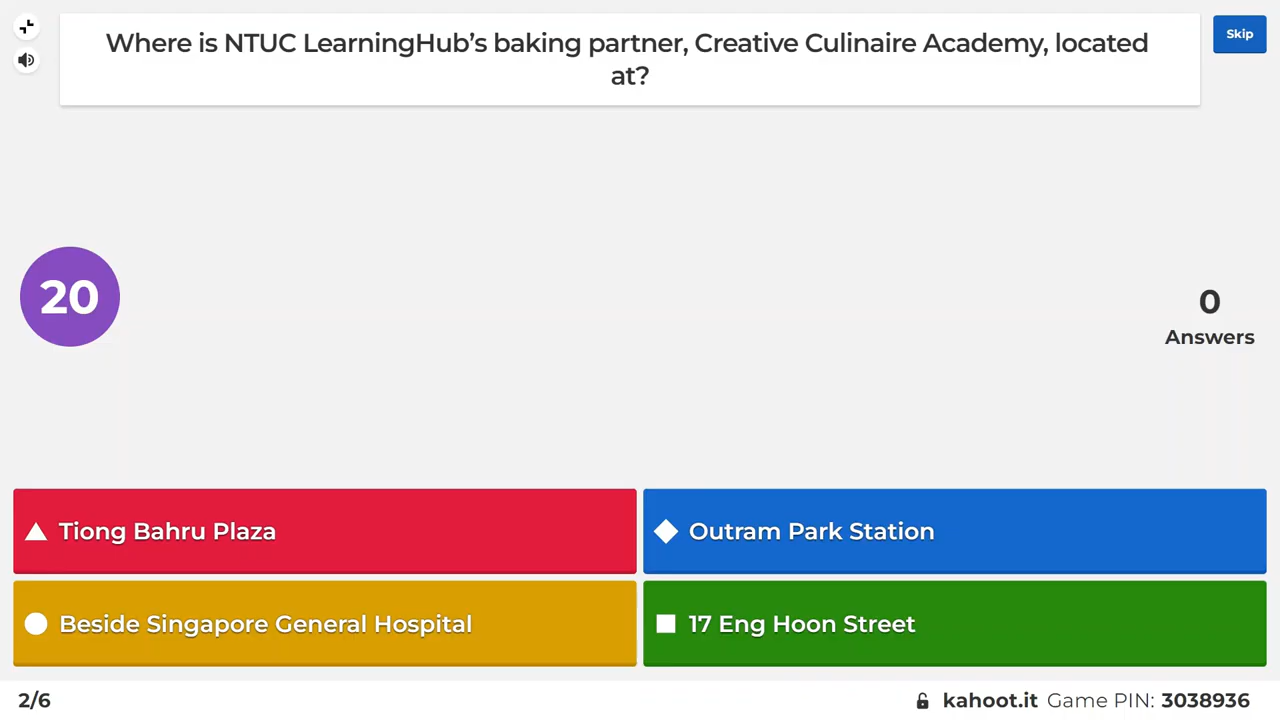 Where is NTUC LearningHub’s baking partner, Creative Culinaire Academy, located
at?
Skip
20
0
Answers
Tiong Bahru Plaza
Outram Park Station
Beside Singapore General Hospital
17 Eng Hoon Street
2/6
kahoot.it Game PIN: 3038936